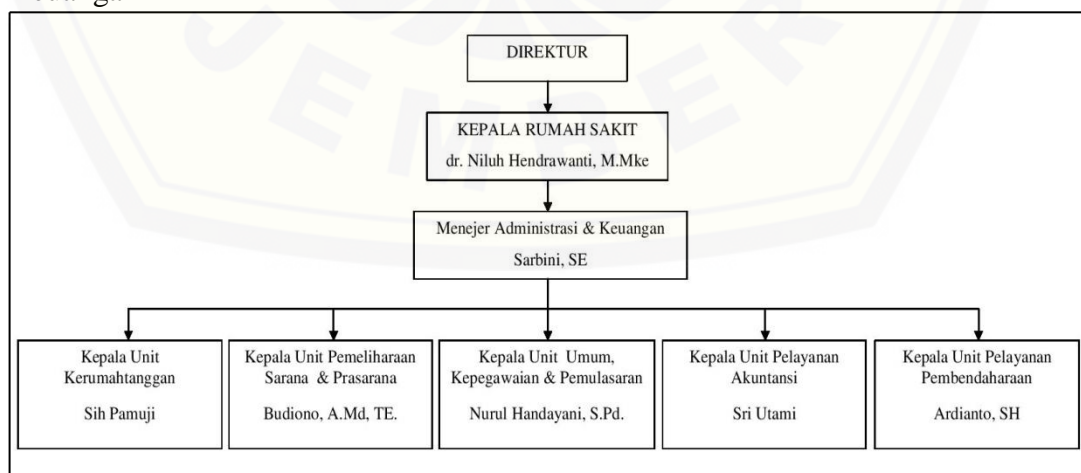 JEMBER
DIREKTUR
KEPALA RUMAH SAKIT
dr. Niluh Hendrawanti, M.Mke
Menejer Administrasi & Keuangan
Sarbini, SE
Kepala Unit
Kerumahtanggan
Sih Pamuji
Kepala Unit Pemeliharaan
Sarana & Prasarana
Budiono, A.Md, TE.
Kepala Unit Umum,
Kepegawaian & Pemulasaran
Nurul Handayani, S.Pd.
Kepala Unit Pelayanan
Akuntansi
Sri Utami
Kepala Unit Pelayanan
Pembendaharaan
Ardianto, SH